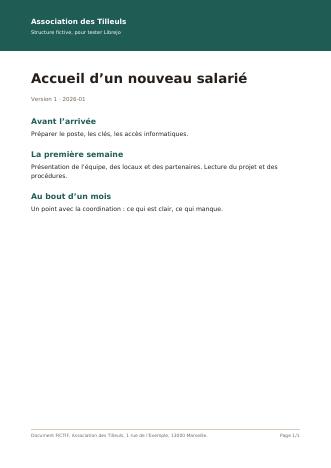 Association des Tilleuls
Structure fictive, pour tester Librejo
Accueil d’un nouveau salarié
Version 1 · 2026-01
Avant l’arrivée
Préparer le poste, les clés, les accès informatiques.
La première semaine
Présentation de l’équipe, des locaux et des partenaires. Lecture du projet et des
procédures.
Au bout d’un mois
Un point avec la coordination : ce qui est clair, ce qui manque.
Document FICTIF. Association des Tilleuls, 1 rue de l’Exemple, 13000 Marseille.
Page 1/1